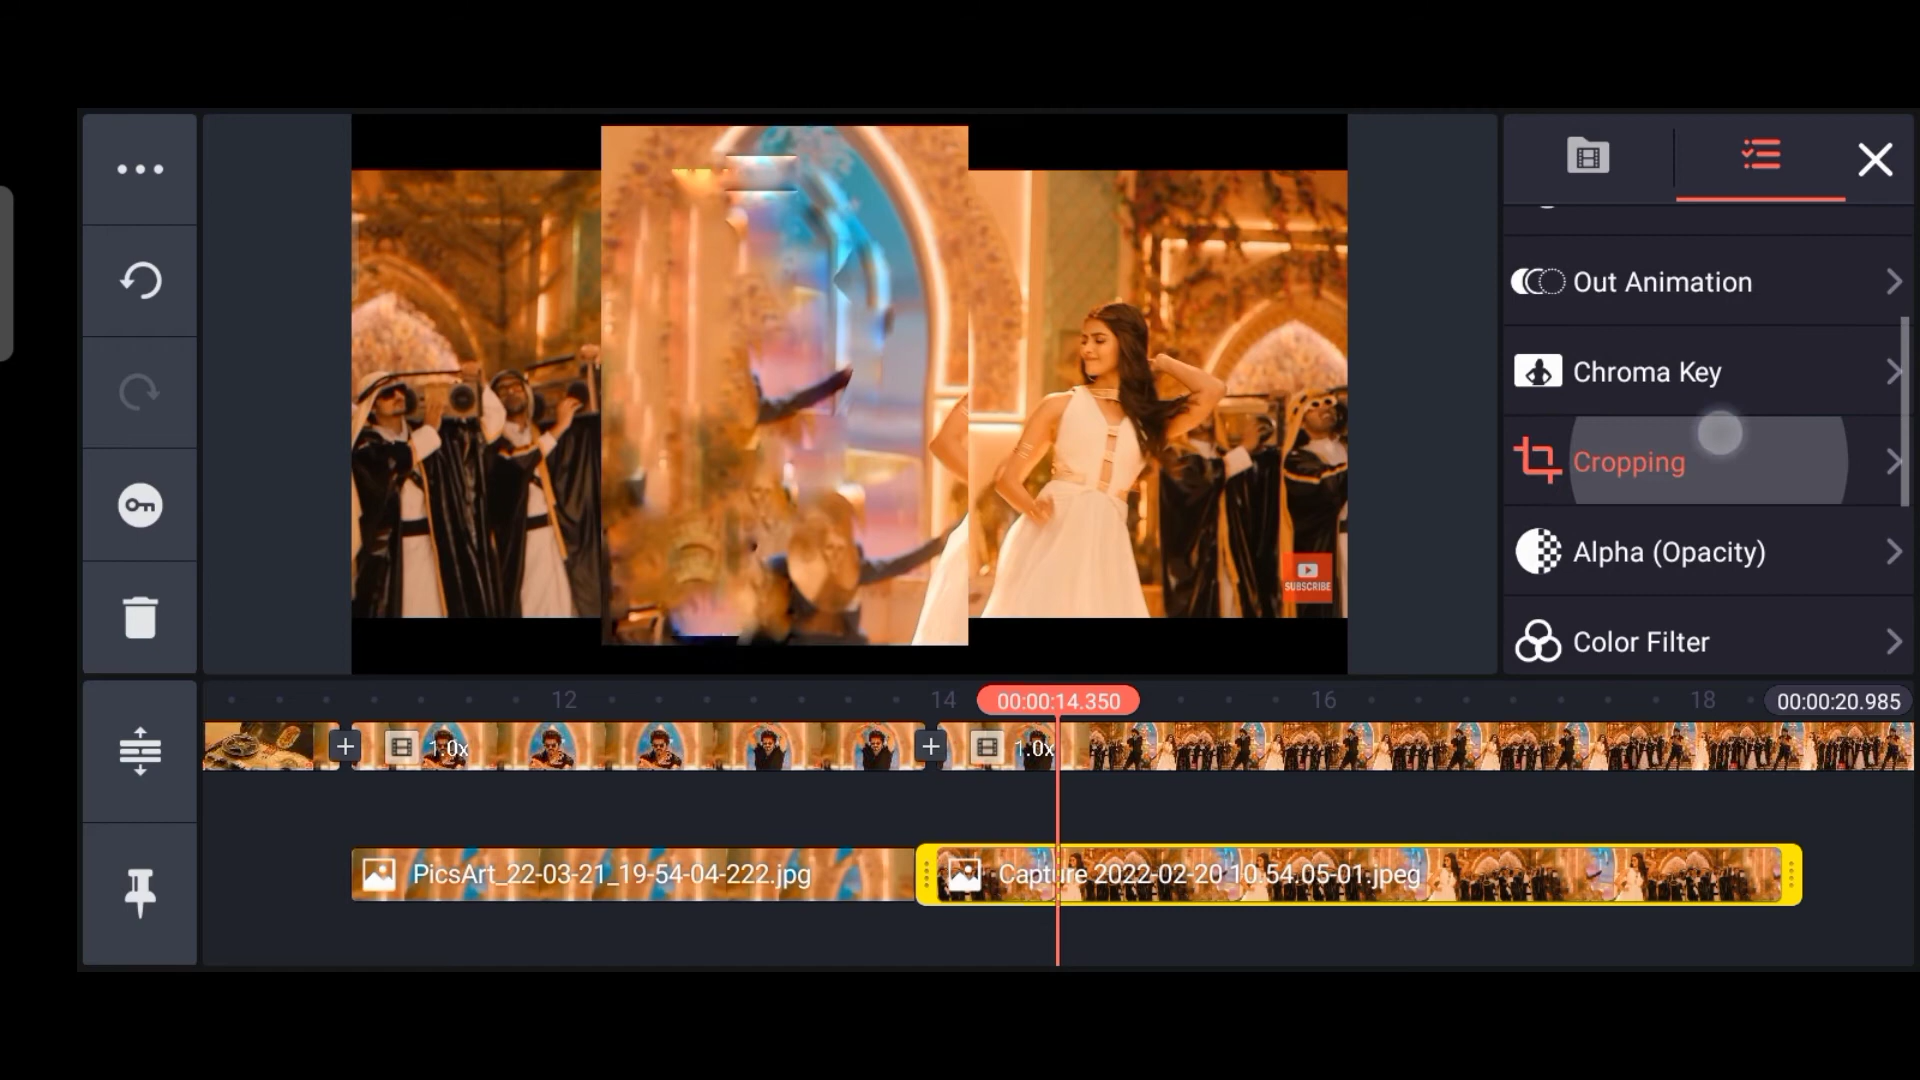 Out Animation
Chroma Key
Cropping
Alpha (Opacity)
Color Filter
SUBSCRIBE
12
14
00:00:14.350
16
18
00:00:20.985
1.0x
1.0x
PicsArt_22-03-21_19-54-04-222.jpg
Capture 2022-02-20 10.54.05-01.jpeg